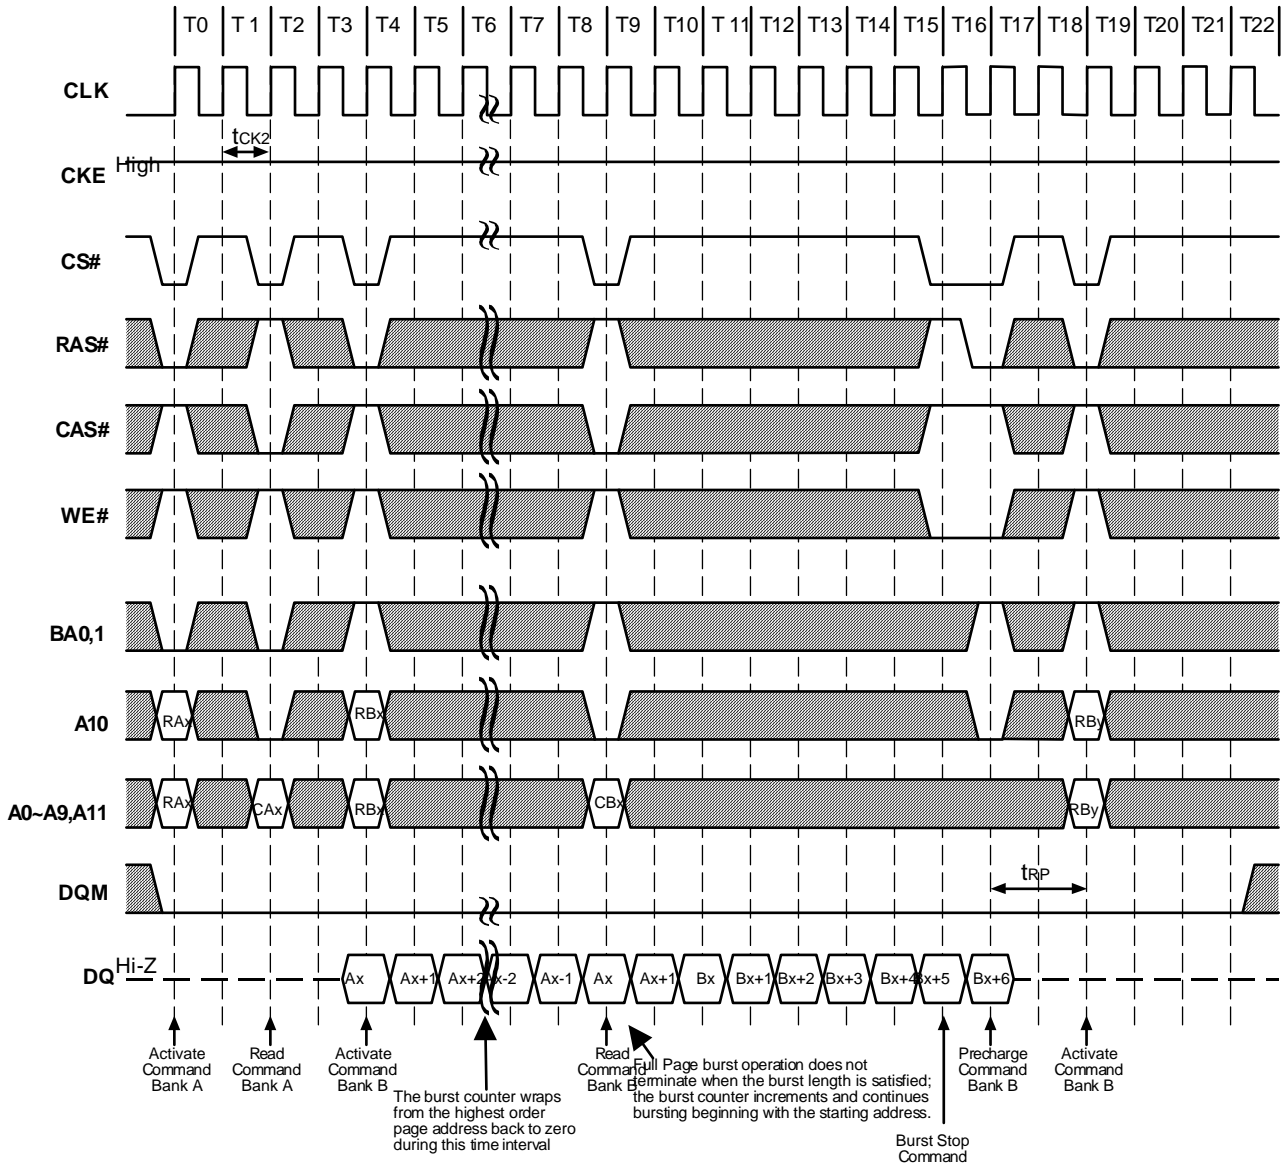 T0 T 1 T2 T3 T4 T5 T6 T7 T8 T9 T10 T 11 T12 T13 T14 T15 T16 T17 T18 T19 T20 T21 T22
CLK
tCK2
High
CKE
CS#
RAS#
CAS#
WE#
BA0,1
A10
RAx RBx RBy
A0~A9,A11
RAx CAx RBx CBx RBy
DQM
tRP
DQ Hi-Z
Ax Ax+1 Ax+2 Ax-2 Ax-1 Ax Ax+1 Bx Bx+1 Bx+2 Bx+3 Bx+4 Bx+5 Bx+6
Activate
Command
Bank A
Read
Command
Bank A
Activate
Command
Bank B
The burst counter wraps
from the highest order
page address back to zero
during this time interval
Read
Command
Bank B
Full Page burst operation does not
terminate when the burst length is satisfied;
the burst counter increments and continues
bursting beginning with the starting address.
Burst Stop
Command
Precharge
Command
Bank B
Activate
Command
Bank B